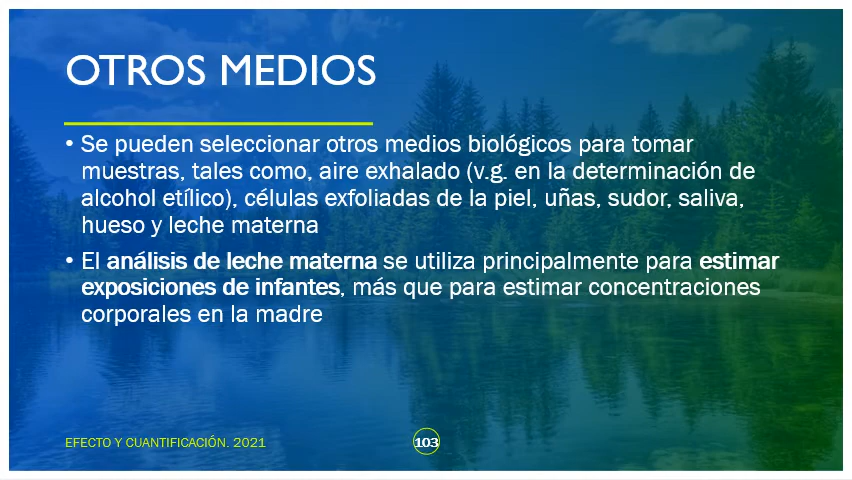 OTROS MEDIOS
• Se pueden seleccionar otros medios biológicos para tomar
muestras, tales como, aire exhalado (v.g. en la determinación de
alcohol etílico), células exfoliadas de la piel, uñas, sudor, saliva,
hueso y leche materna
• El análisis de leche materna se utiliza principalmente para estimar
exposiciones de infantes, más que para estimar concentraciones
corporales en la madre
EFECTO Y CUANTIFICACIÓN. 2021
103